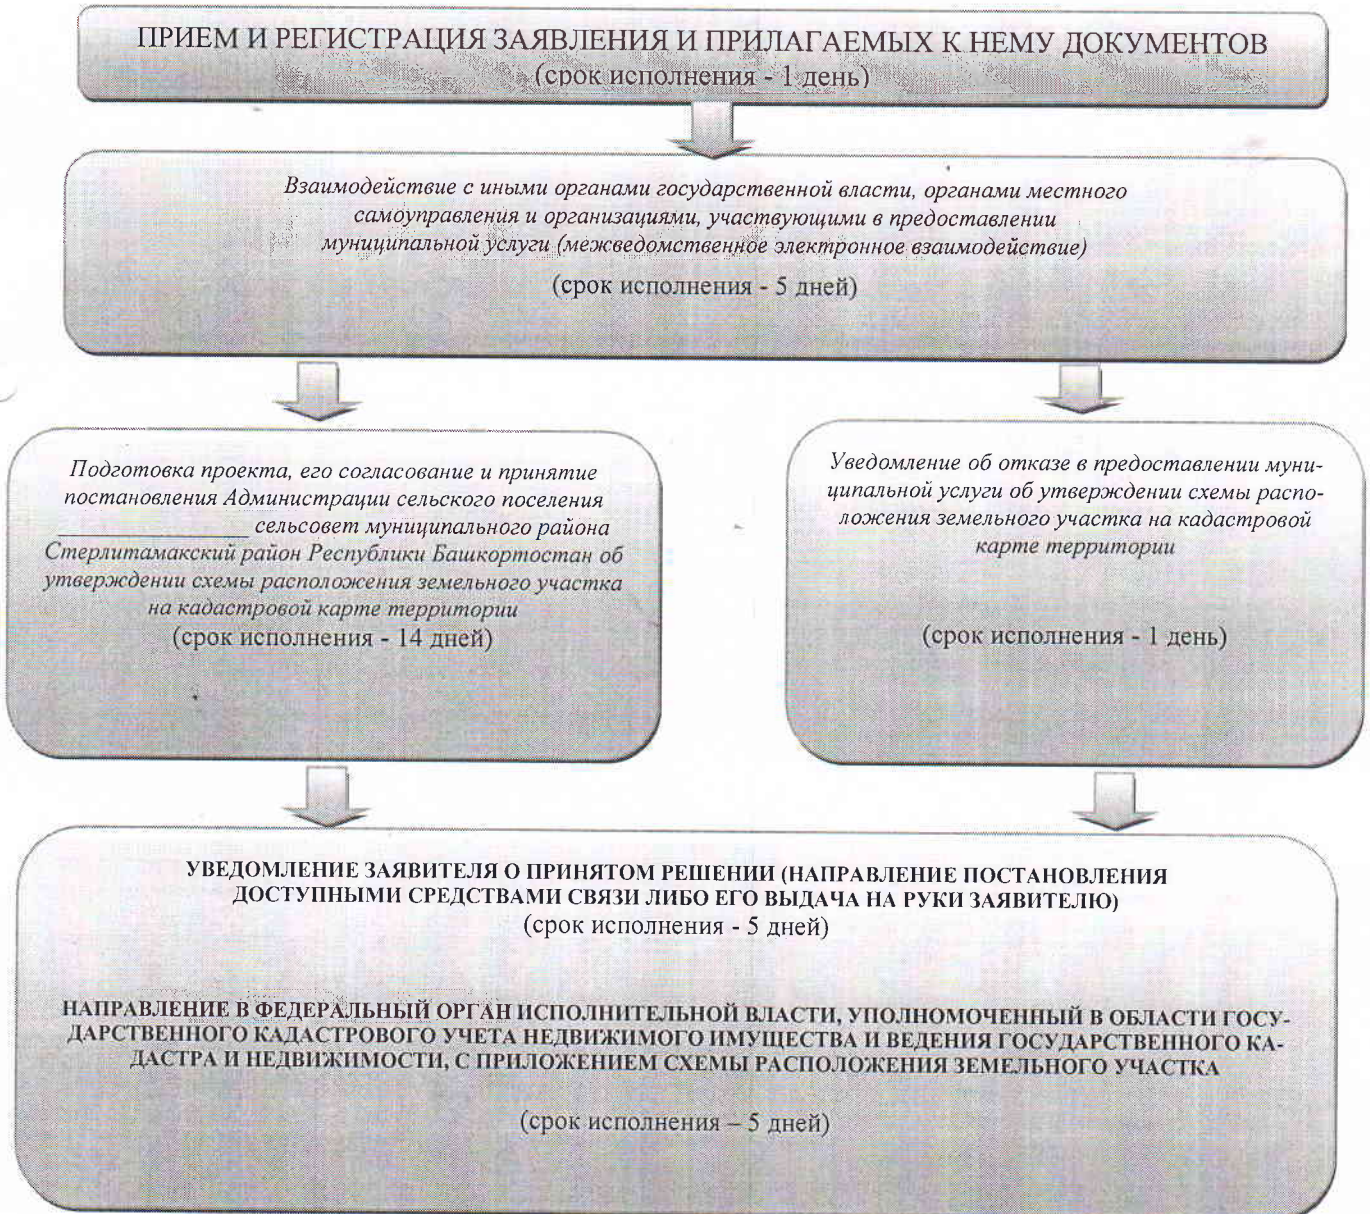 ПРИЕМ И РЕГИСТРАЦИЯ ЗАЯВЛЕНИЯ И ПРИЛАГАЕМЫХ К НЕМУ ДОКУМЕНТОВ
(срок исполнения - 1 день)
Взаимодействие с иными органами государственной власти, органами местного
самоуправления и организациями, участвующими в предоставлении
муниципальной услуги (межведомственное электронное взаимодействие)
(срок исполнения - 5 дней)
Подготовка проекта, его согласование и принятие
постановления Администрации сельского поселения
_______________ сельсовет муниципального района
Стерлитамакский район Республики Башкортостан об
утверждении схемы расположения земельного участка
на кадастровой карте территории
(срок исполнения - 14 дней)
Уведомление об отказе в предоставлении муни-
ципальной услуги об утверждении схемы распо-
ложения земельного участка на кадастровой
карте территории
(срок исполнения - 1 день)
УВЕДОМЛЕНИЕ ЗАЯВИТЕЛЯ О ПРИНЯТОМ РЕШЕНИИ (НАПРАВЛЕНИЕ ПОСТАНОВЛЕНИЯ
ДОСТУПНЫМИ СРЕДСТВАМИ СВЯЗИ ЛИБО ЕГО ВЫДАЧА НА РУКИ ЗАЯВИТЕЛЮ)
(срок исполнения - 5 дней)
НАПРАВЛЕНИЕ В ФЕДЕРАЛЬНЫЙ ОРГАН ИСПОЛНИТЕЛЬНОЙ ВЛАСТИ, УПОЛНОМОЧЕННЫЙ В ОБЛАСТИ ГОСУ-
ДАРСТВЕННОГО КАДАСТРОВОГО УЧЕТА НЕДВИЖИМОГО ИМУЩЕСТВА И ВЕДЕНИЯ ГОСУДАРСТВЕННОГО КА-
ДАСТРА И НЕДВИЖИМОСТИ, С ПРИЛОЖЕНИЕМ СХЕМЫ РАСПОЛОЖЕНИЯ ЗЕМЕЛЬНОГО УЧАСТКА
(срок исполнения – 5 дней)